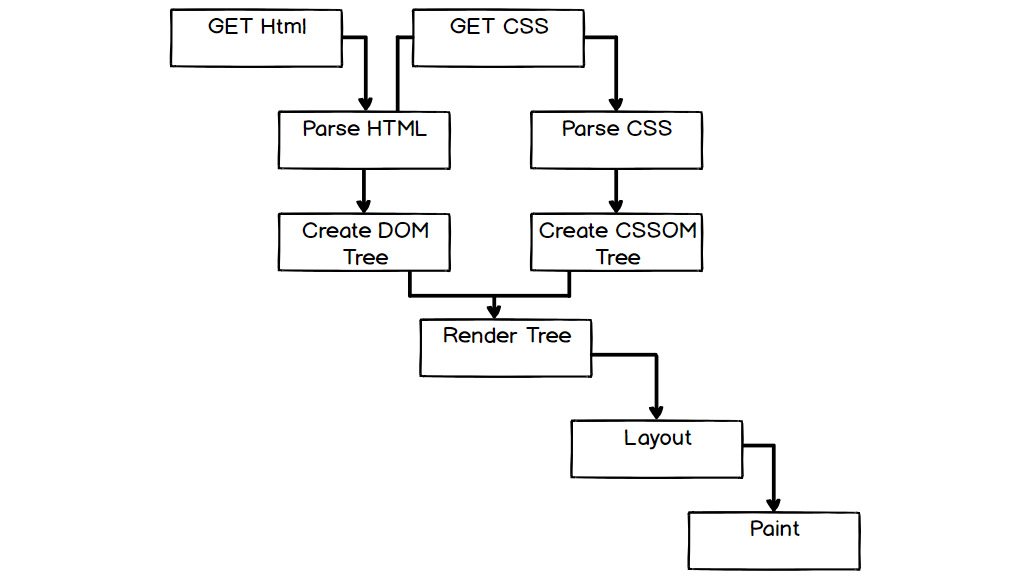 GET Html
GET CSS
Parse HTML
Parse CSS
Create DOM
Tree
Create CSSOM
Tree
Render Tree
Layout
Paint